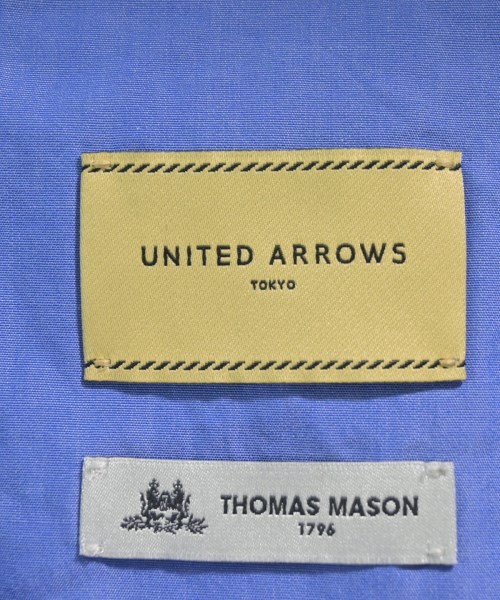 UNITED ARROWS
TOKYO
THOMAS MASON
1796